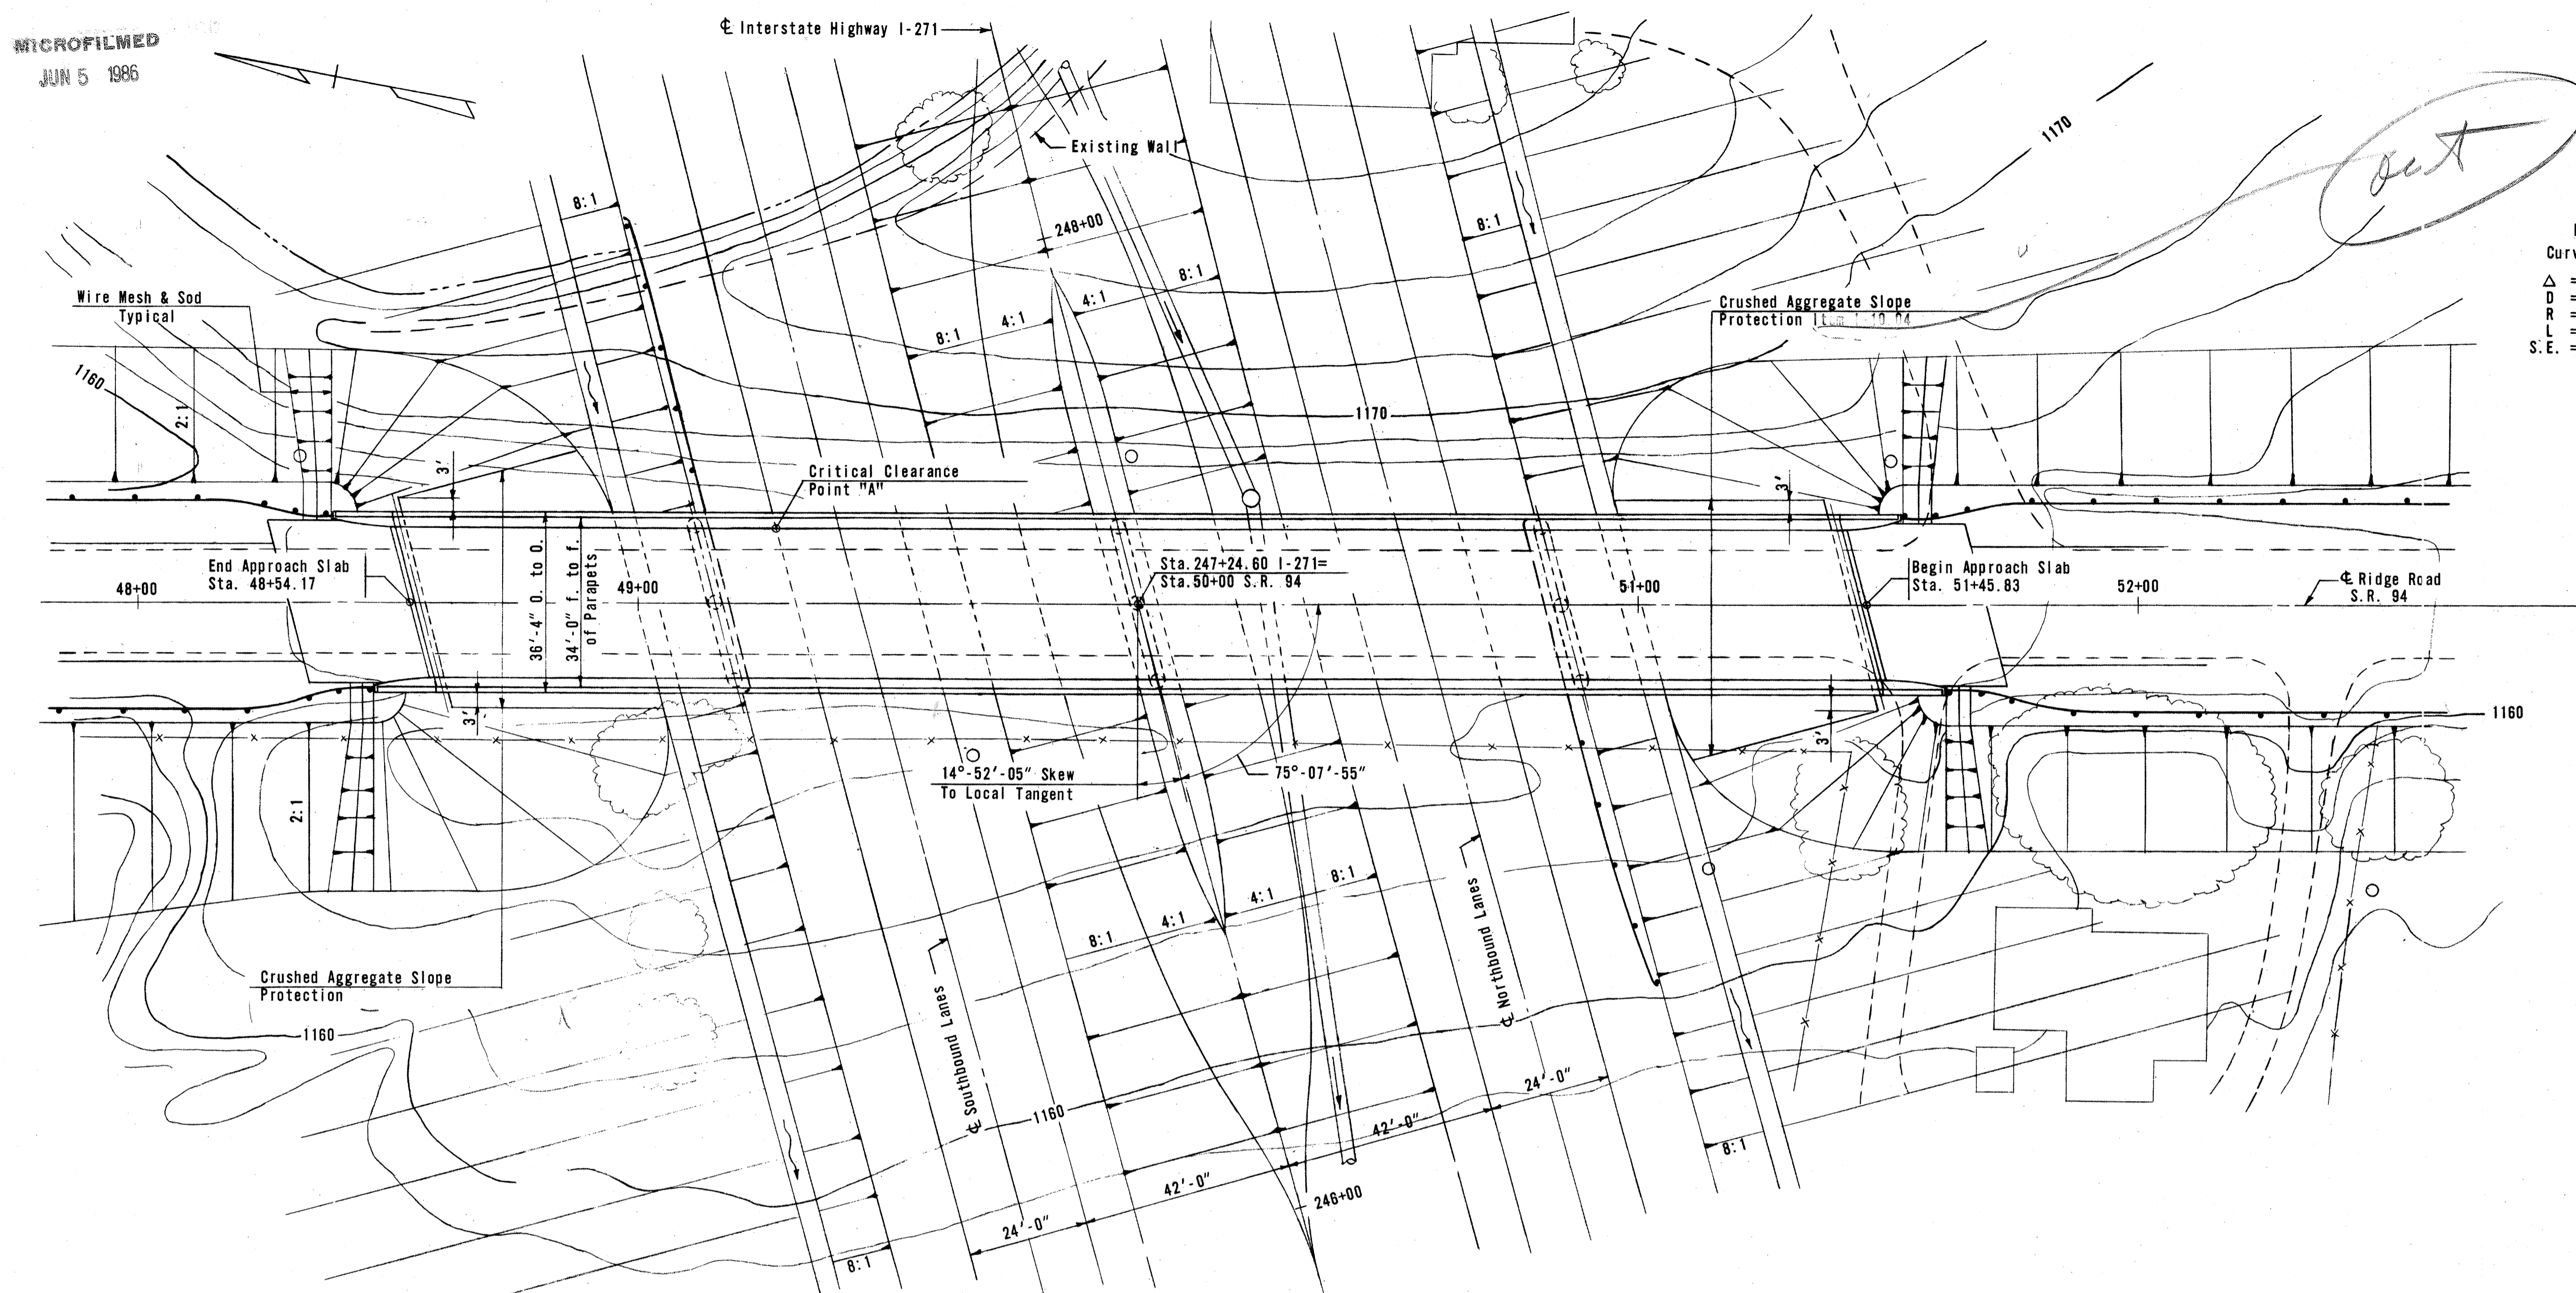 MICROFILMED
JUN 5 1986
℄ Interstate Highway I-271
Existing Wall
1170
out
8:1
248+00
8:1
8:1
4:1
4:1
8:1
Curv
△ =
D =
R =
L =
S.E. =
Wire Mesh & Sod
Typical
Crushed Aggregate Slope
Protection
1160
2:1
1170
3'
Critical Clearance
Point "A"
3'
End Approach Slab
Sta. 48+54.17
48+00
36'-4" O. to O.
34'-0" f. to f.
of Parapets
49+00
Sta. 247+24.60 I-271=
Sta. 50+00 S.R. 94
51+00
Begin Approach Slab
Sta. 51+45.83
52+00
℄ Ridge Road
S.R. 94
3'
3'
1160
14°-52'-05" Skew
To Local Tangent
75°-07'-55"
2:1
8:1
4:1
4:1
8:1
℄ Southbound Lanes
℄ Northbound Lanes
Crushed Aggregate Slope
Protection
1160
1160
24'-0"
42'-0"
42'-0"
24'-0"
246+00
8:1
8:1